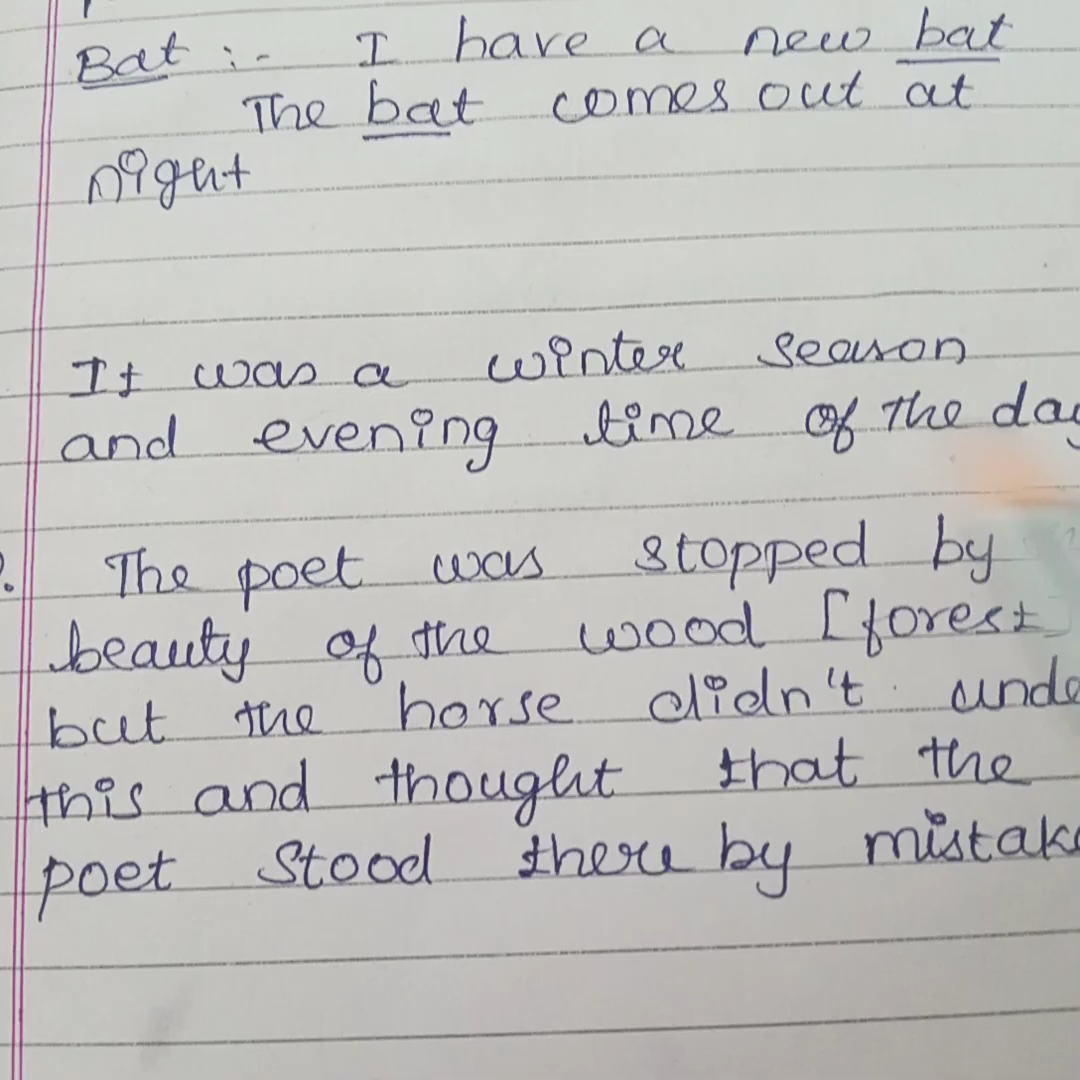 Bat :- I have a new bat
The bat comes out at
night
It was a winter season
and evening time of the day
. The poet was stopped by
beauty of the wood [forest]
but the horse didn't
this and thought that the
poet stood there by